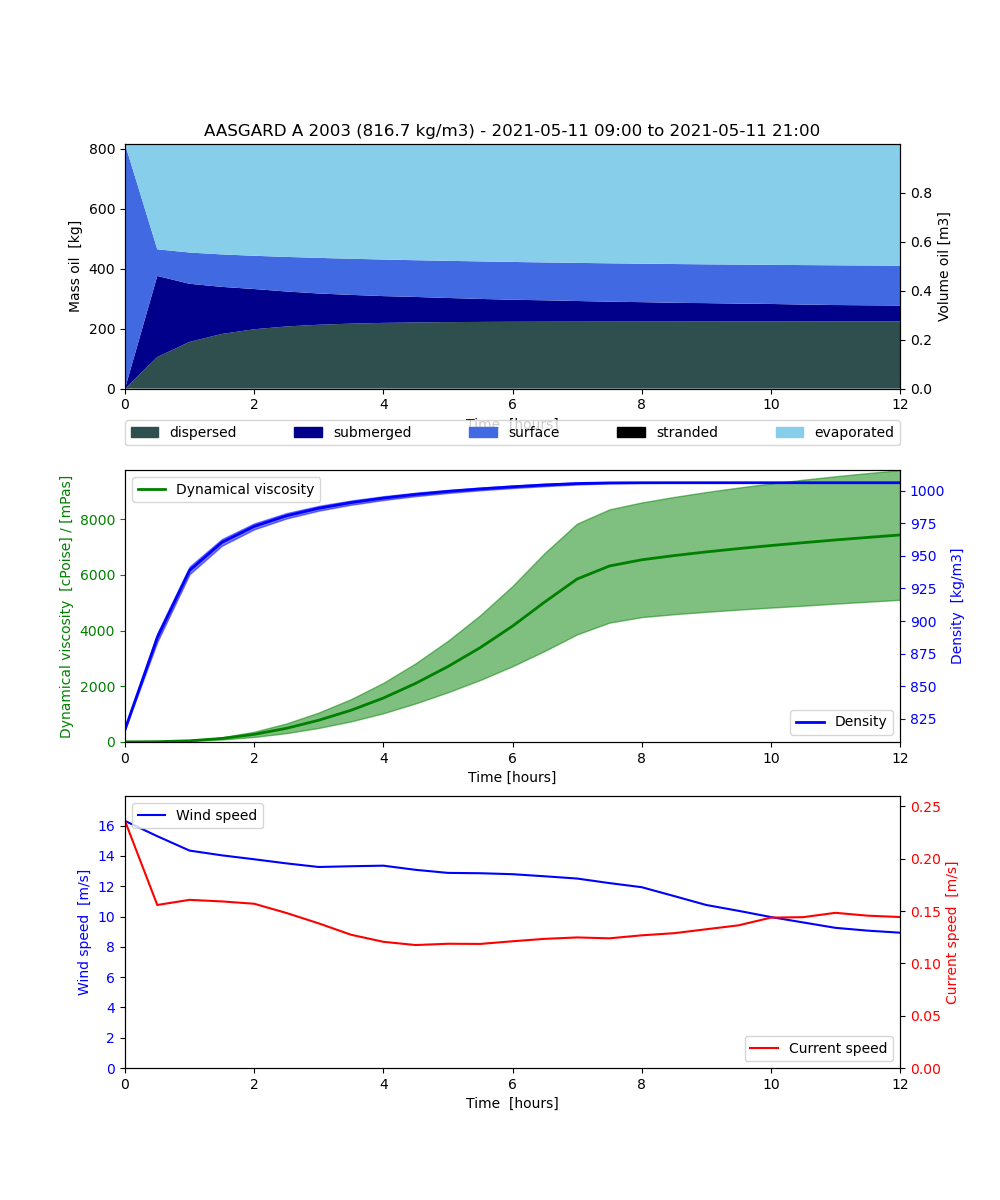 AASGARD A 2003 (816.7 kg/m3) - 2021-05-11 09:00 to 2021-05-11 21:00
Mass oil [kg]
800
600
400
200
0
Volume oil [m3]
0.8
0.6
0.4
0.2
0.0
0 2 4 6 8 10 12
Time [hours]
dispersed submerged surface stranded evaporated
Dynamical viscosity
Dynamical viscosity [cPoise] / [mPas]
8000
6000
4000
2000
0
Density [kg/m3]
1000
975
950
925
900
875
850
825
Density
0 2 4 6 8 10 12
Time [hours]
Wind speed
Wind speed [m/s]
16
14
12
10
8
6
4
2
0
Current speed [m/s]
0.25
0.20
0.15
0.10
0.05
0.00
Current speed
0 2 4 6 8 10 12
Time [hours]